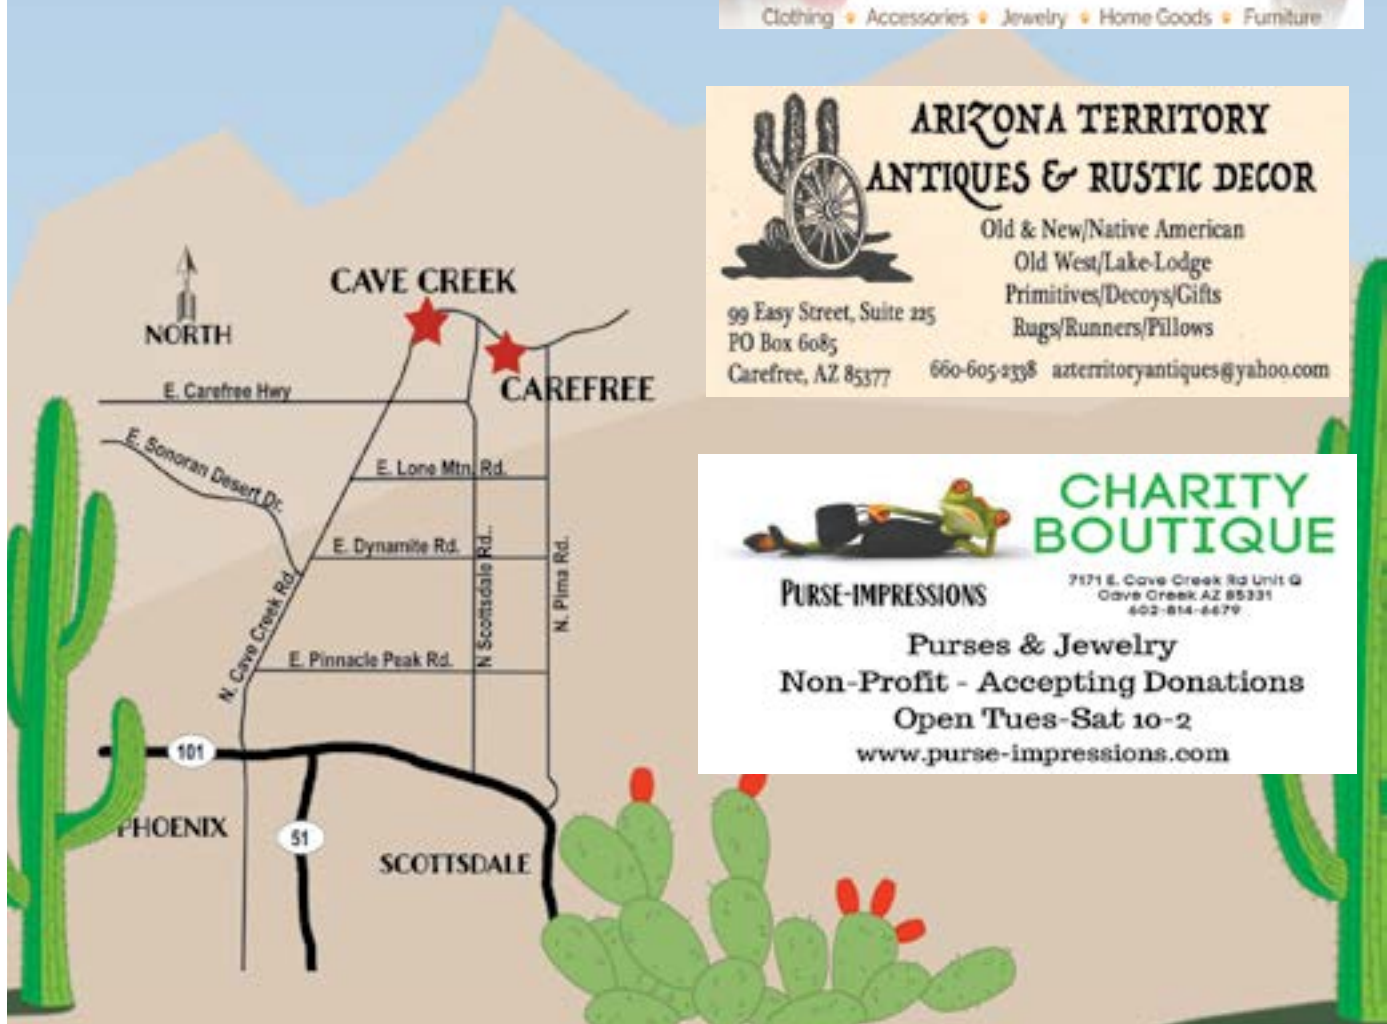 Clothing Accessories Jewelry Home Goods Furniture
ARIZONA TERRITORY
ANTIQUES & RUSTIC DECOR
Old & New/Native American
Old West/Lake-Lodge
Primitives/Decoys/Gifts
Rugs/Runners/Pillows
99 Easy Street, Suite 225
PO Box 6085
Carefree, AZ 85377
660-605-2338 azterritoryantiques@yahoo.com
NORTH
CAVE CREEK
CAREFREE
E. Carefree Hwy
E. Sonoran Desert Dr.
E. Lone Mtn. Rd.
E. Dynamite Rd.
N. Cave Creek Rd.
N Scottsdale Rd..
N. Pima Rd.
E. Pinnacle Peak Rd.
101
51
PHOENIX
SCOTTSDALE
CHARITY
BOUTIQUE
PURSE-IMPRESSIONS
7171 E. Cave Creek Rd Unit Q
Cave Creek AZ 85331
602-814-6679
Purses & Jewelry
Non-Profit - Accepting Donations
Open Tues-Sat 10-2
www.purse-impressions.com